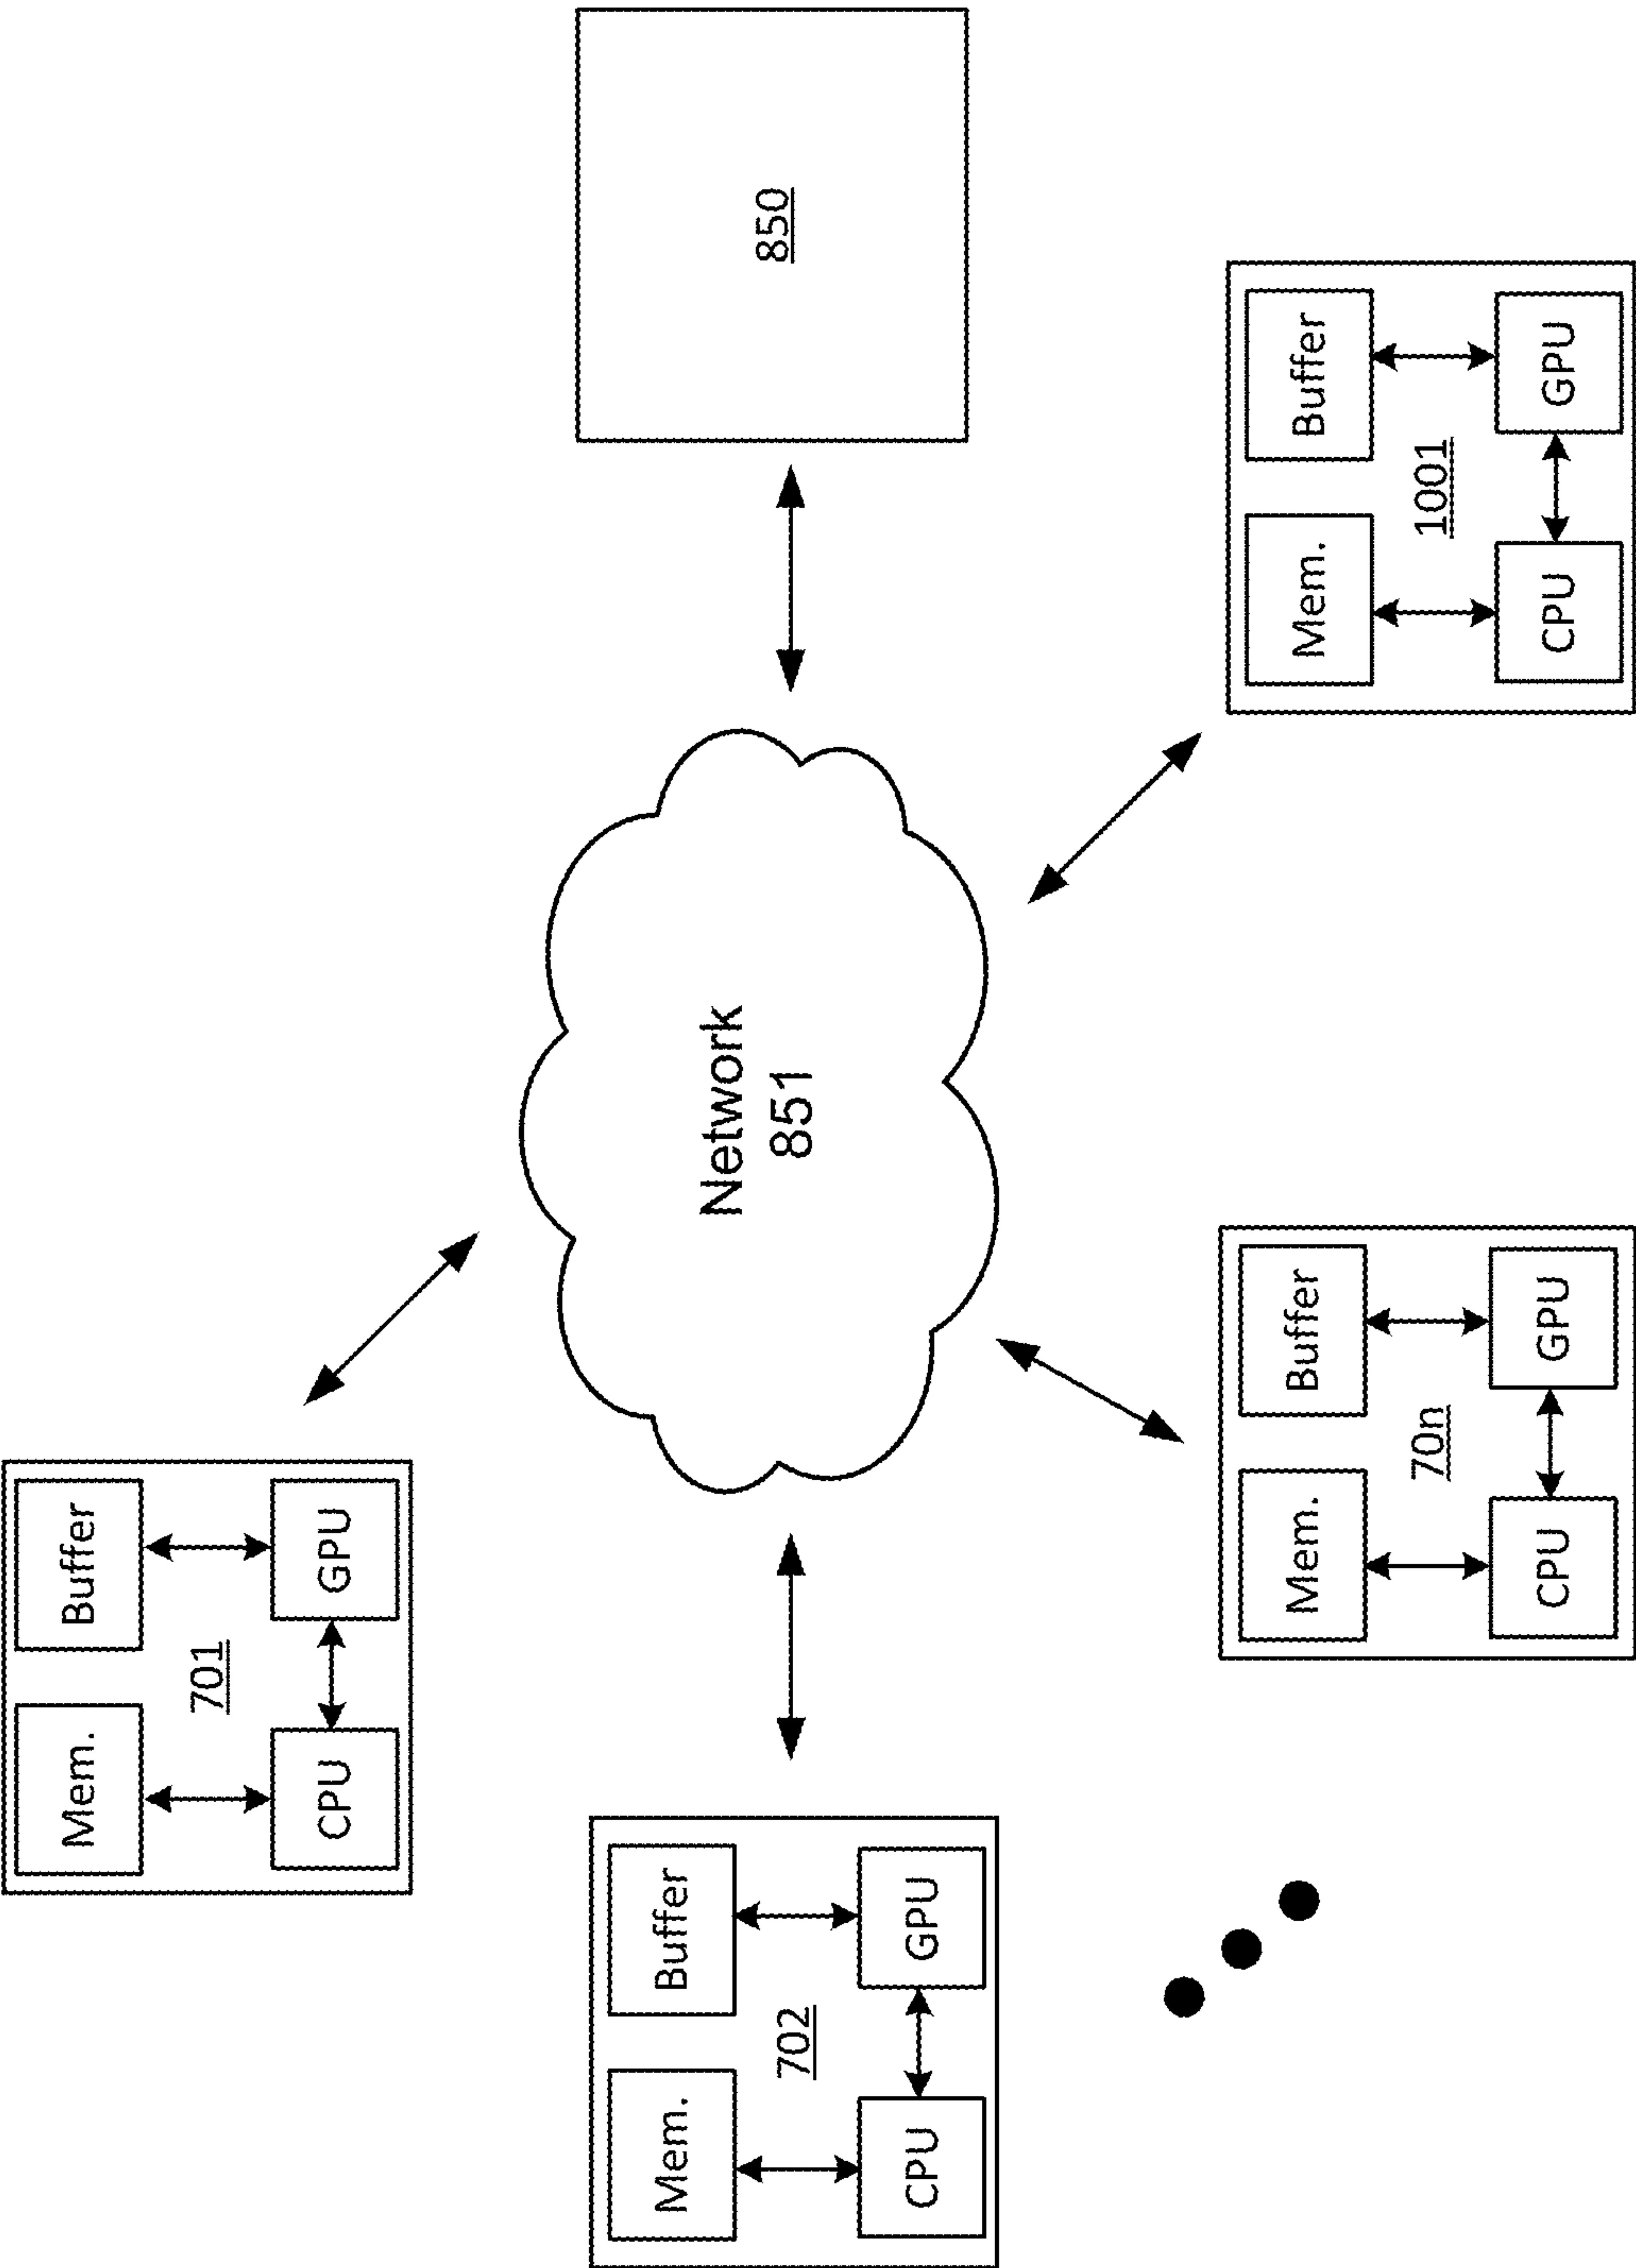 Mem.
Buffer
701
CPU
GPU
Mem.
Buffer
702
CPU
GPU
Network
851
850
Mem.
Buffer
70n
CPU
GPU
Mem.
Buffer
1001
CPU
GPU